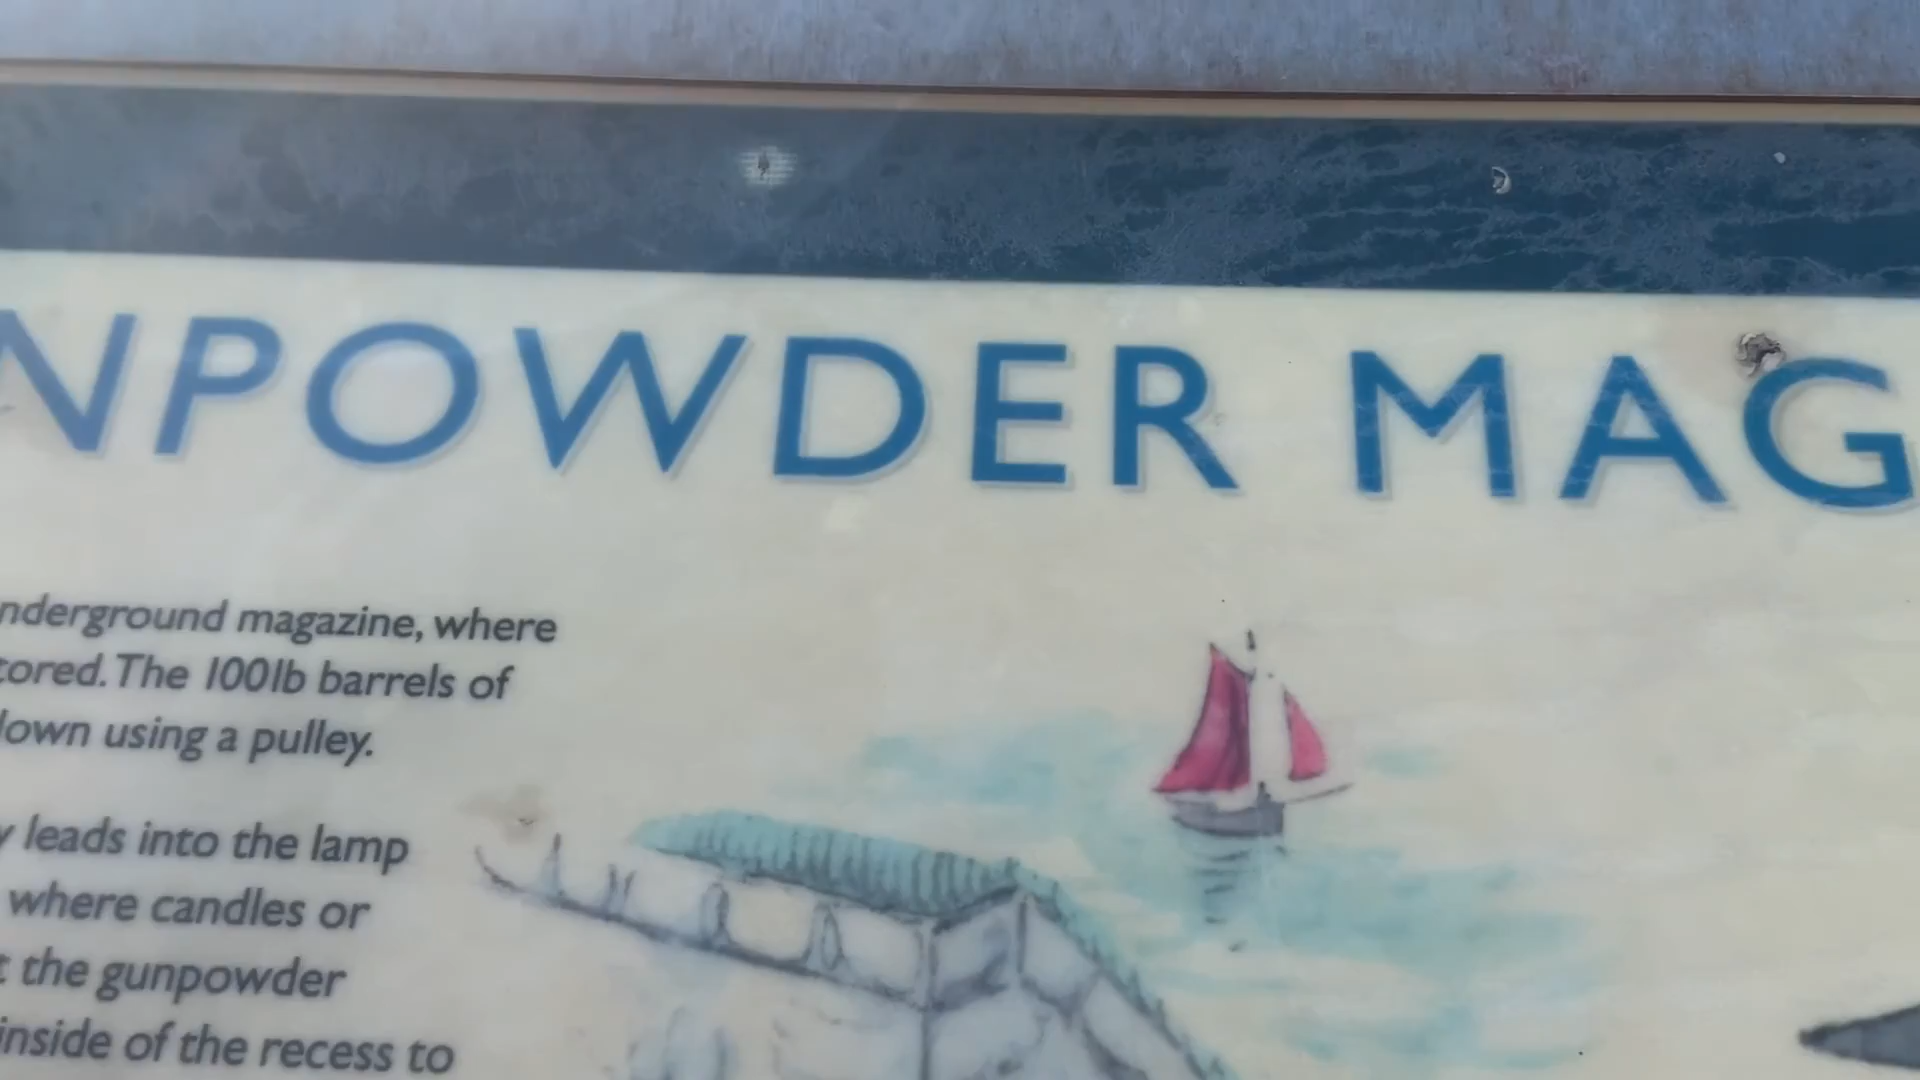 NPOWDER MAG
nderground magazine, where
tored. The 100lb barrels of
down using a pulley.
y leads into the lamp
where candles or
t the gunpowder
inside of the recess to